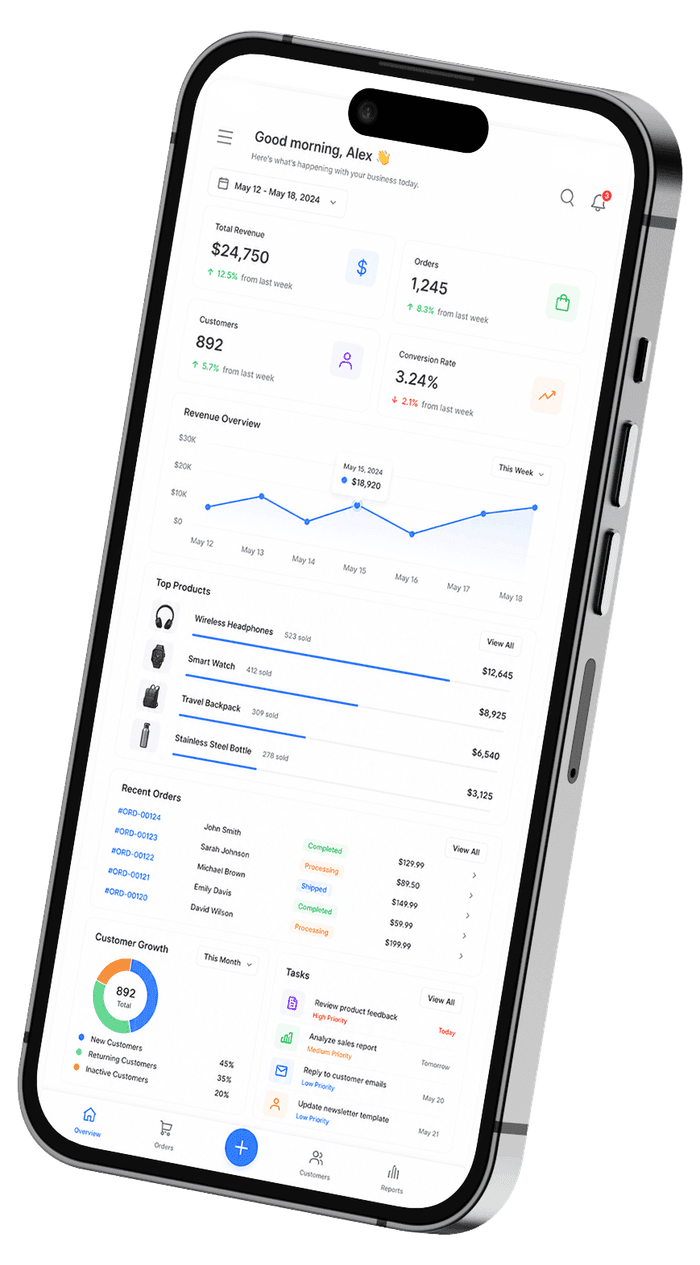 Good morning, Alex 👋
Here's what's happening with your business today.
3
May 12 - May 18, 2024
Total Revenue
$24,750
↑ 12.5% from last week
$
Orders
1,245
↑ 8.3% from last week
Customers
892
↑ 5.7% from last week
Conversion Rate
3.24%
↓ 2.1% from last week
Revenue Overview
This Week
$30K
$20K
$10K
$0
May 15, 2024
$18,920
May 12 May 13 May 14 May 15 May 16 May 17 May 18
Top Products
View All
Wireless Headphones 523 sold $12,645
Smart Watch 412 sold $8,925
Travel Backpack 309 sold $6,540
Stainless Steel Bottle 278 sold $3,125
Recent Orders
View All
#ORD-00124 John Smith Completed $129.99
#ORD-00123 Sarah Johnson Processing $89.50
#ORD-00122 Michael Brown Shipped $149.99
#ORD-00121 Emily Davis Completed $59.99
#ORD-00120 David Wilson Processing $199.99
Customer Growth
This Month
892
Total
New Customers 45%
Returning Customers 35%
Inactive Customers 20%
Tasks
View All
Review product feedback
High Priority
Today
Analyze sales report
Medium Priority
Tomorrow
Reply to customer emails
Low Priority
May 20
Update newsletter template
Low Priority
May 21
Overview
Orders
Customers
Reports